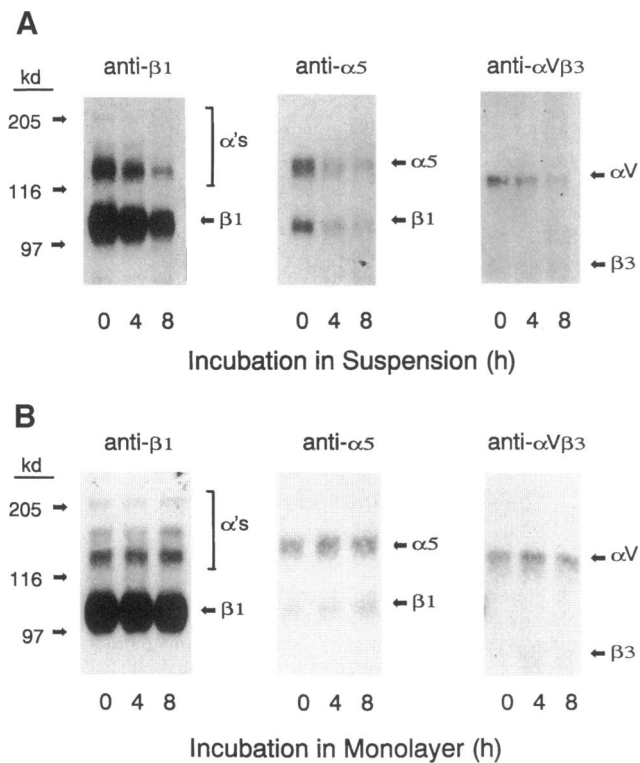 A
anti-β1 anti-α5 anti-αVβ3
kd
205
116
97
α's
β1
α5
β1
αV
β3
0 4 8 0 4 8 0 4 8
Incubation in Suspension (h)
B
anti-β1 anti-α5 anti-αVβ3
kd
205
116
97
α's
β1
α5
β1
αV
β3
0 4 8 0 4 8 0 4 8
Incubation in Monolayer (h)